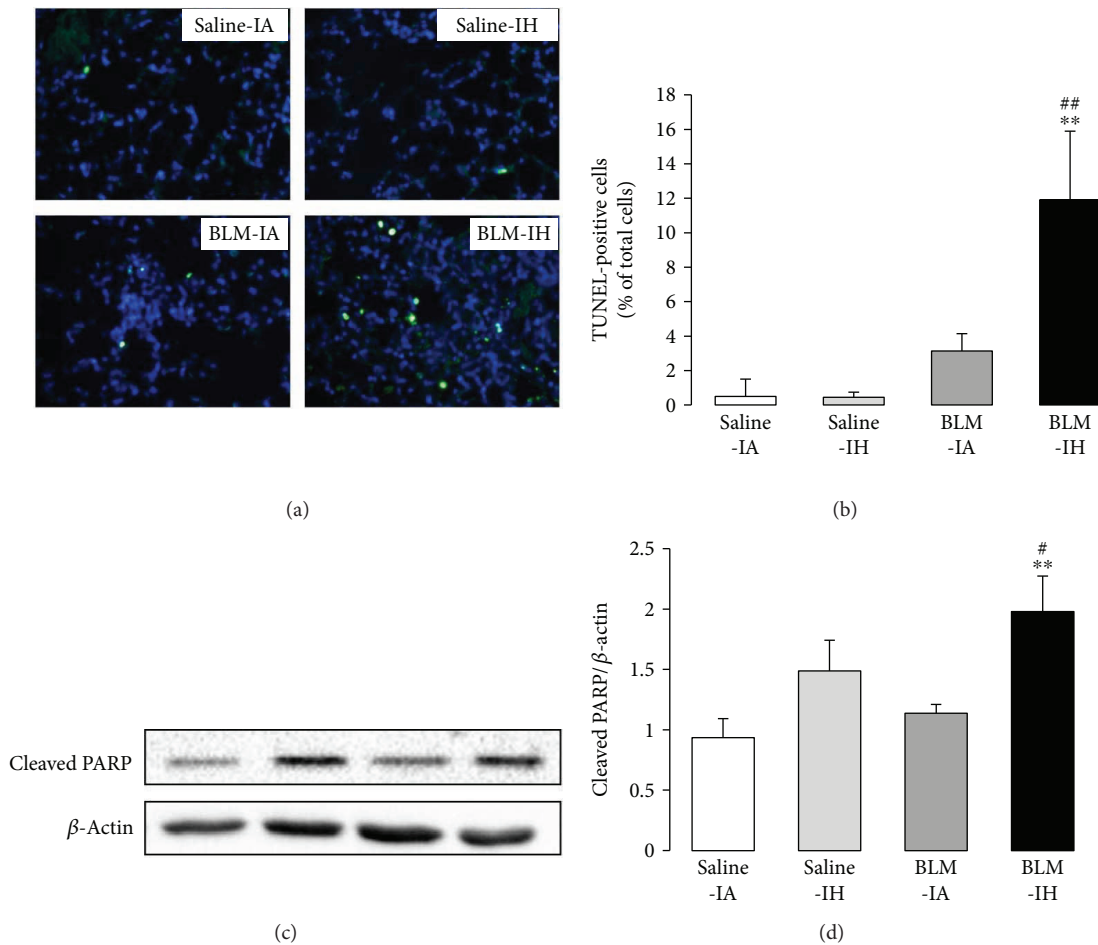 Saline-IA
Saline-IH
BLM-IA
BLM-IH
(a)
TUNEL-positive cells
(% of total cells)
18
16
14
12
10
8
6
4
2
0
##
**
Saline
-IA
Saline
-IH
BLM
-IA
BLM
-IH
(b)
Cleaved PARP
β-Actin
(c)
Cleaved PARP/β-actin
2.5
2
1.5
1
0.5
0
#
**
Saline
-IA
Saline
-IH
BLM
-IA
BLM
-IH
(d)